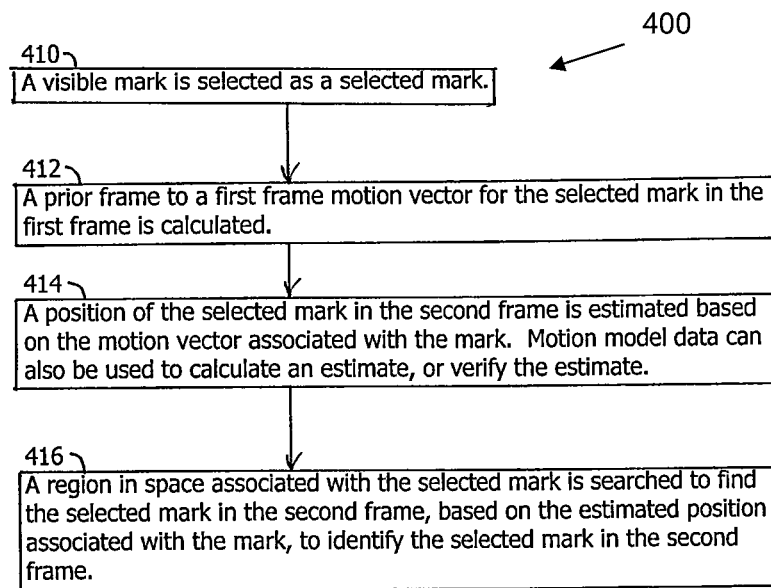 400
410
A visible mark is selected as a selected mark.
412
A prior frame to a first frame motion vector for the selected mark in the
first frame is calculated.
414
A position of the selected mark in the second frame is estimated based
on the motion vector associated with the mark. Motion model data can
also be used to calculate an estimate, or verify the estimate.
416
A region in space associated with the selected mark is searched to find
the selected mark in the second frame, based on the estimated position
associated with the mark, to identify the selected mark in the second
frame.